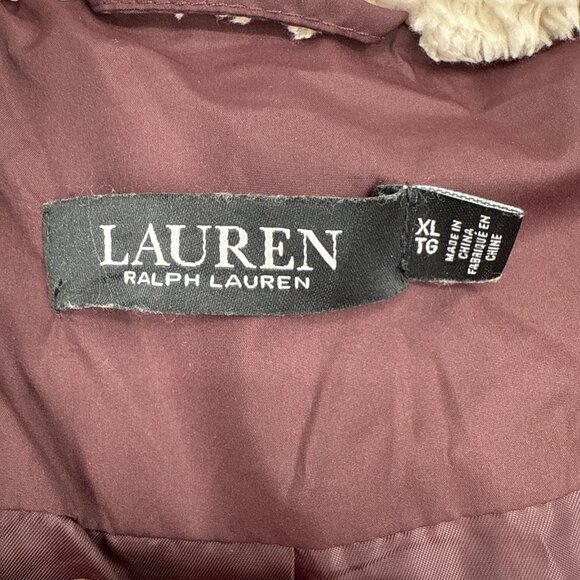 LAUREN
RALPH LAUREN
XL
TG
MADE IN
CHINA
FABRIQUÉ EN
CHINE